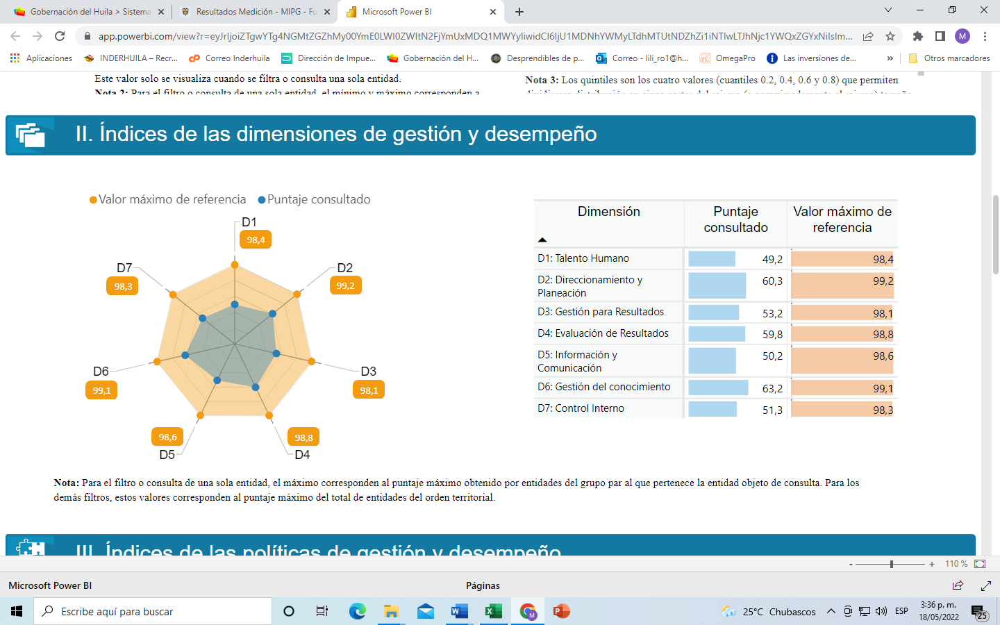 Gobernación del Huila > Sistema
Resultados Medición - MIPG - Fu
Microsoft Power BI
M
Aplicaciones
INDERHUILA – Recr...
Correo Inderhuila
Dirección de Impue...
Gobernación del H...
Desprendibles de p...
Correo - lili_ro1@h...
OmegaPro
Las inversiones de...
»
Otros marcadores
Este valor solo se visualiza cuando se filtra o consulta una sola entidad.
Nota 2: Para el filtro o consulta de una sola entidad, el mínimo y máximo corresponden a
Nota 3: Los quintiles son los cuatro valores (cuantiles 0.2, 0.4, 0.6 y 0.8) que permiten
II. Índices de las dimensiones de gestión y desempeño
Valor máximo de referencia
Puntaje consultado
D1
98,4
D7
98,3
D2
99,2
D6
99,1
D3
98,1
98,6
D5
98,8
D4
Dimensión
Puntaje consultado
Valor máximo de referencia
D1: Talento Humano 49,2 98,4
D2: Direccionamiento y Planeación 60,3 99,2
D3: Gestión para Resultados 53,2 98,1
D4: Evaluación de Resultados 59,8 98,8
D5: Información y Comunicación 50,2 98,6
D6: Gestión del conocimiento 63,2 99,1
D7: Control Interno 51,3 98,3
Nota: Para el filtro o consulta de una sola entidad, el máximo corresponden al puntaje máximo obtenido por entidades del grupo par al que pertenece la entidad objeto de consulta. Para los
demás filtros, estos valores corresponden al puntaje máximo del total de entidades del orden territorial.
III. Índices de las políticas de gestión y desempeño
- + 110 %
Microsoft Power BI
Páginas
Escribe aquí para buscar
25°C Chubascos
ESP
3:36 p. m.
18/05/2022
25